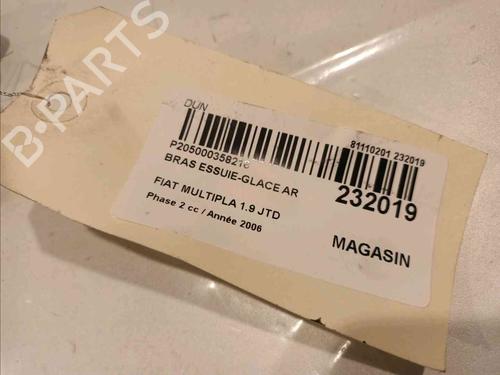 B-PARTS
DUN
P205000358216
81110201 232019
BRAS ESSUIE-GLACE AR
232019
FIAT MULTIPLA 1.9 JTD
Phase 2 cc / Année 2006
MAGASIN